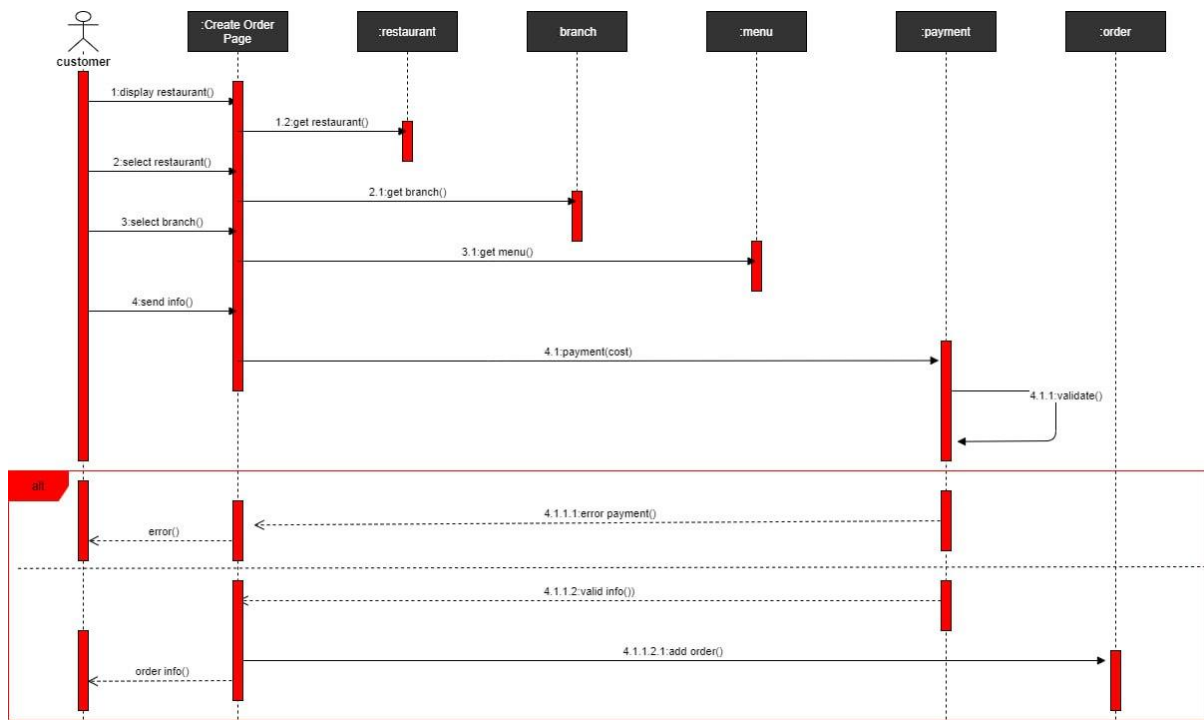 :Create Order
Page
:restaurant
branch
:menu
:payment
:order
customer
1:display restaurant()
1.2:get restaurant()
2:select restaurant()
2.1:get branch()
3:select branch()
3.1:get menu()
4:send info()
4.1:payment(cost)
4.1.1:validate()
alt
4.1.1.1:error payment()
error()
4.1.1.2:valid info())
4.1.1.2.1:add order()
order info()